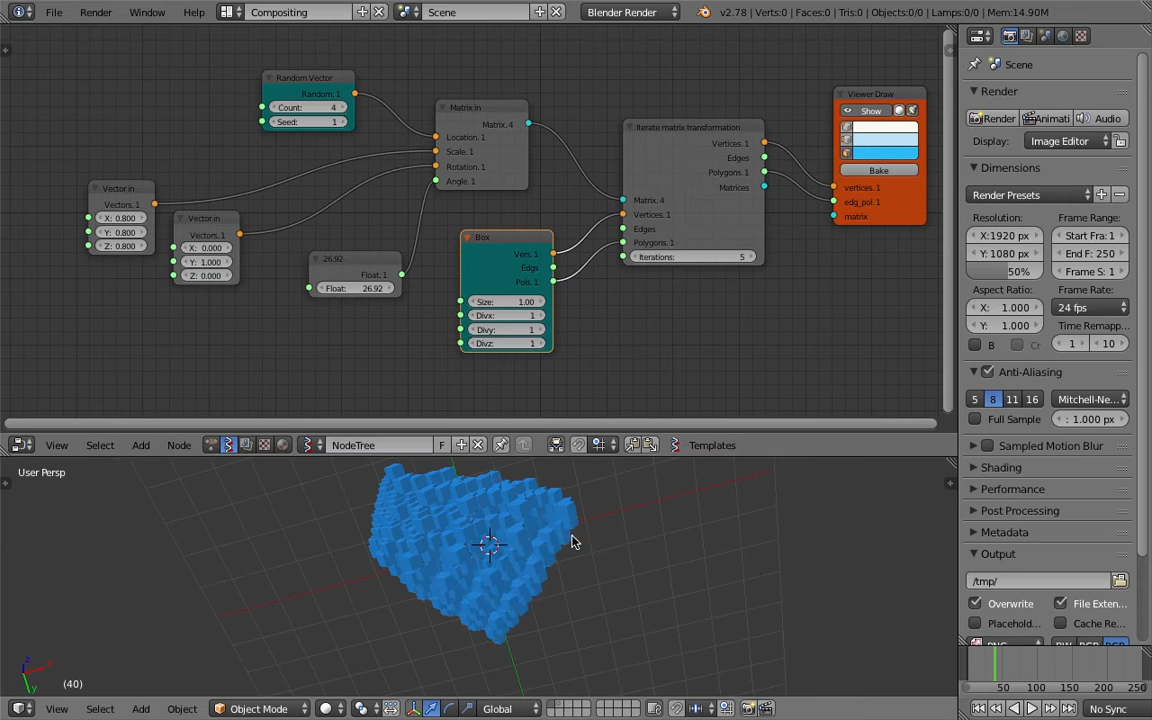 File Render Window Help Compositing Scene Blender Render v2.78 | Verts:0 | Faces:0 | Tris:0 | Objects:0/0 | Lamps:0/0 | Mem:14.90M
Random Vector
Random. 1
Count: 4
Seed: 1
Vector in
Vectors. 1
X: 0.800
Y: 0.800
Z: 0.800
Vector in
Vectors. 1
X: 0.000
Y: 1.000
Z: 0.000
26.92
Float. 1
Float: 26.92
Matrix in
Matrix. 4
Location. 1
Scale. 1
Rotation. 1
Angle. 1
Box
Vers. 1
Edgs
Pols. 1
Size: 1.00
Divx: 1
Divy: 1
Divz: 1
Iterate matrix transformation
Vertices. 1
Edges
Polygons. 1
Matrices
Matrix. 4
Vertices. 1
Edges
Polygons. 1
Iterations: 5
Viewer Draw
Show
Bake
vertices. 1
edg_pol. 1
matrix
View Select Add Node NodeTree F Templates
User Persp
(40)
View Select Add Object Object Mode Global
Scene
Render
Render Animati Audio
Display: Image Editor
Dimensions
Render Presets
Resolution: Frame Range:
X:1920 px Start Fra: 1
Y: 1080 px End F: 250
50% Frame S: 1
Aspect Ratio: Frame Rate:
X: 1.000 24 fps
Y: 1.000 Time Remapp...
B Cr 1 10
Anti-Aliasing
5 8 11 16 Mitchell-Ne...
Full Sample : 1.000 px
Sampled Motion Blur
Shading
Performance
Post Processing
Metadata
Output
/tmp/
Overwrite File Exten...
Placehold... Cache Re...
50 100 150 200 250
No Sync